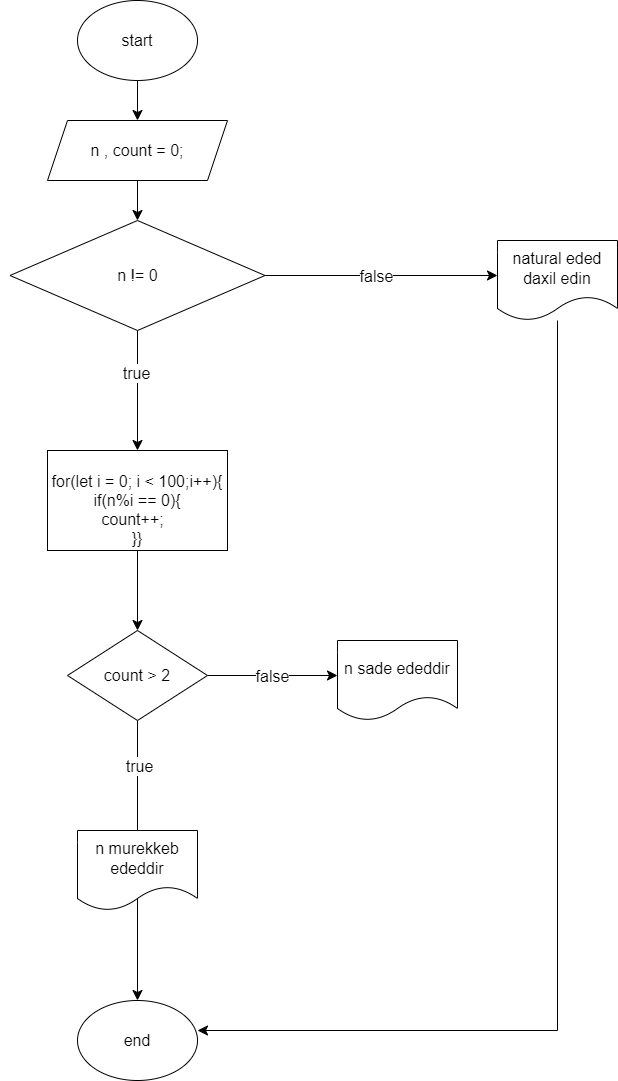 start
n , count = 0;
n != 0
false
natural eded
daxil edin
true
for(let i = 0; i < 100;i++){
if(n%i == 0){
count++;
}}
count > 2
false
n sade ededdir
true
n murekkeb
ededdir
end